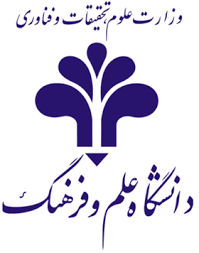 وزارت علوم، تحقیقات و فناوری
دانشگاه علم و فرهنگ